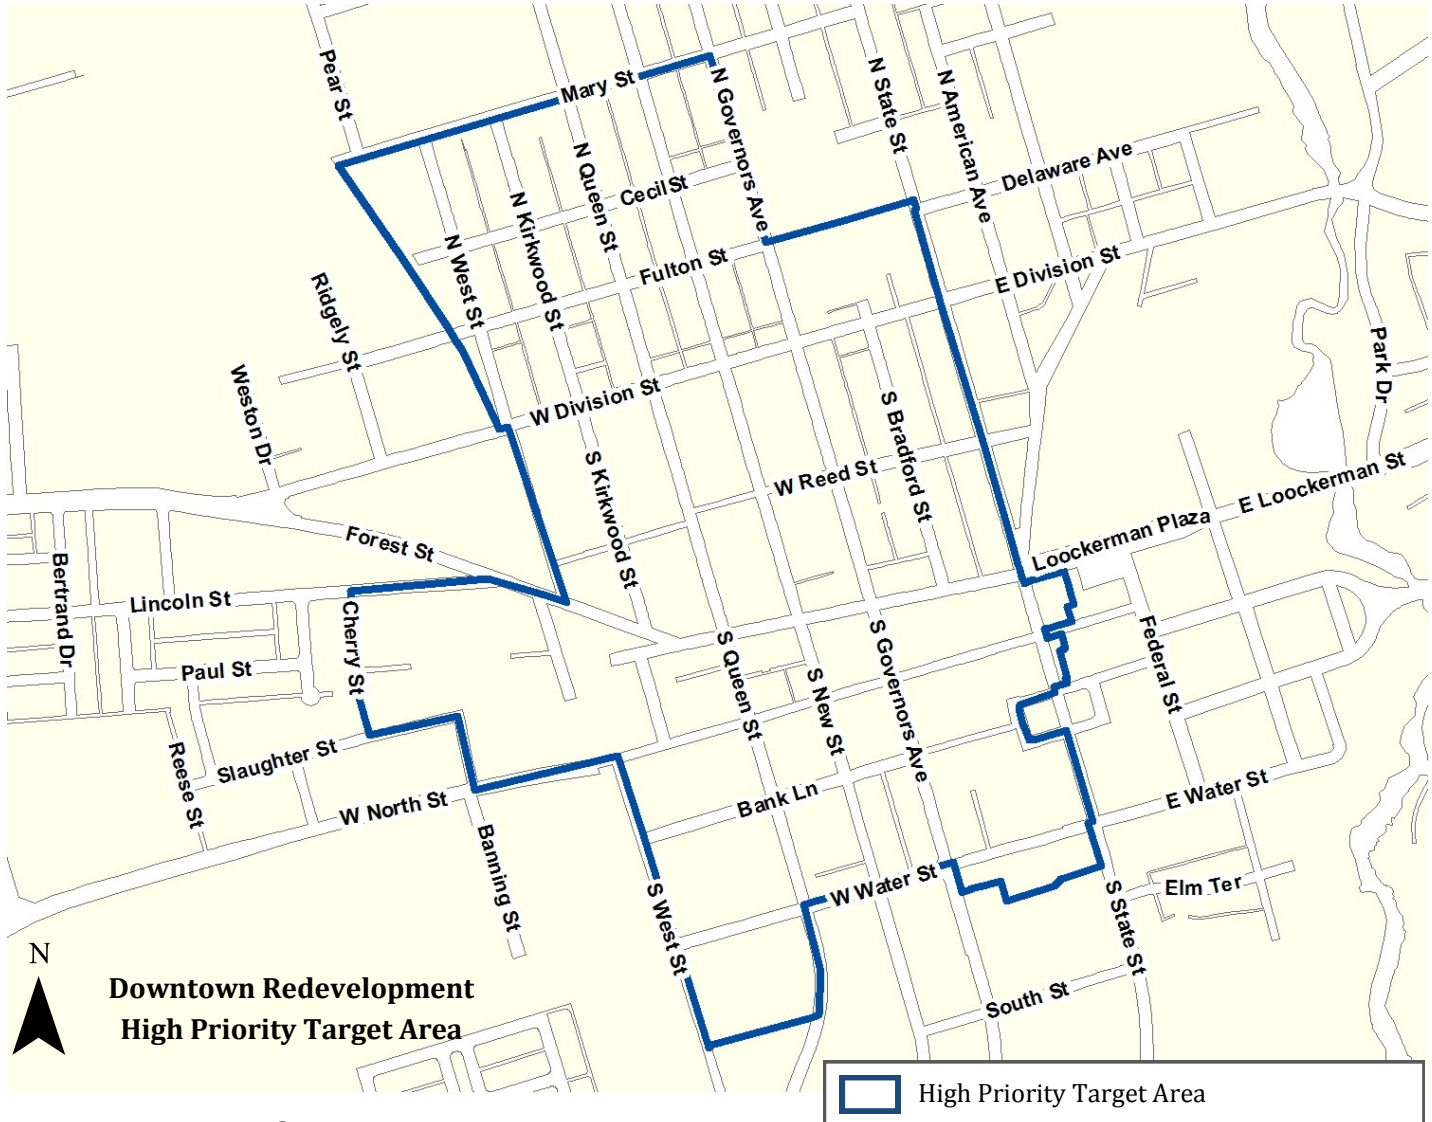 Pear St
Mary St
N Governors Ave
N State St
N American Ave
Delaware Ave
N Queen St
Cecil St
N Kirkwood St
N West St
Fulton St
E Division St
Ridgely St
Weston Dr
W Division St
Park Dr
S Bradford St
W Reed St
S Kirkwood St
E Loockerman St
Loockerman Plaza
Forest St
Bertrand Dr
Lincoln St
Cherry St
Paul St
S Queen St
S New St
S Governors Ave
Federal St
Reese St
Slaughter St
W North St
Bank Ln
E Water St
Banning St
S West St
W Water St
Elm Ter
S State St
South St
N
Downtown Redevelopment
High Priority Target Area
High Priority Target Area